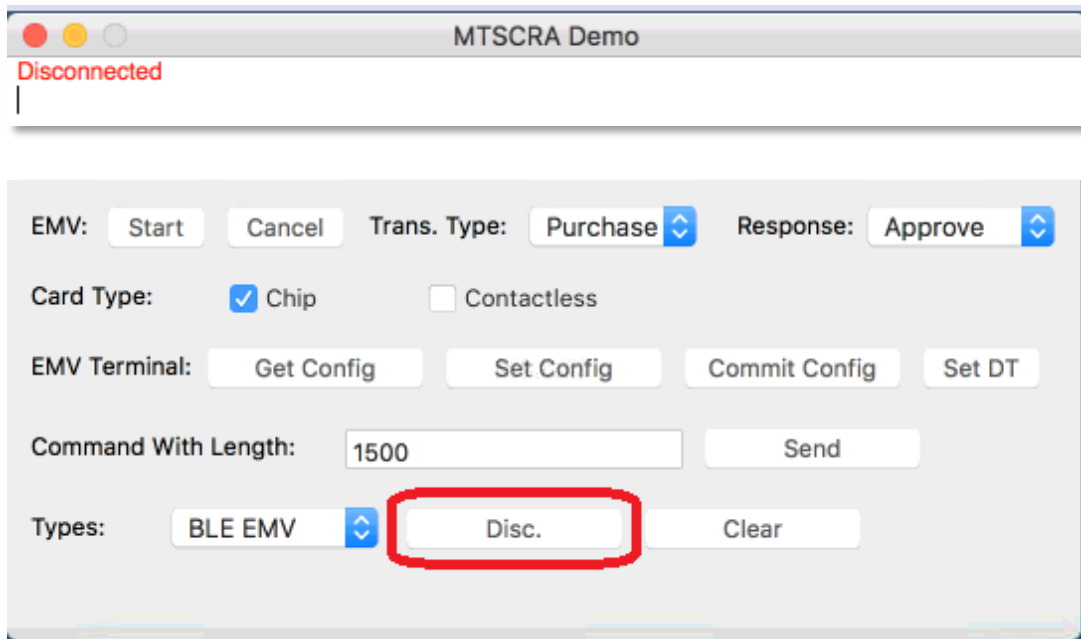 MTSCRA Demo
Disconnected
EMV: Start Cancel Trans. Type: Purchase Response: Approve
Card Type: Chip Contactless
EMV Terminal: Get Config Set Config Commit Config Set DT
Command With Length: 1500 Send
Types: BLE EMV Disc. Clear